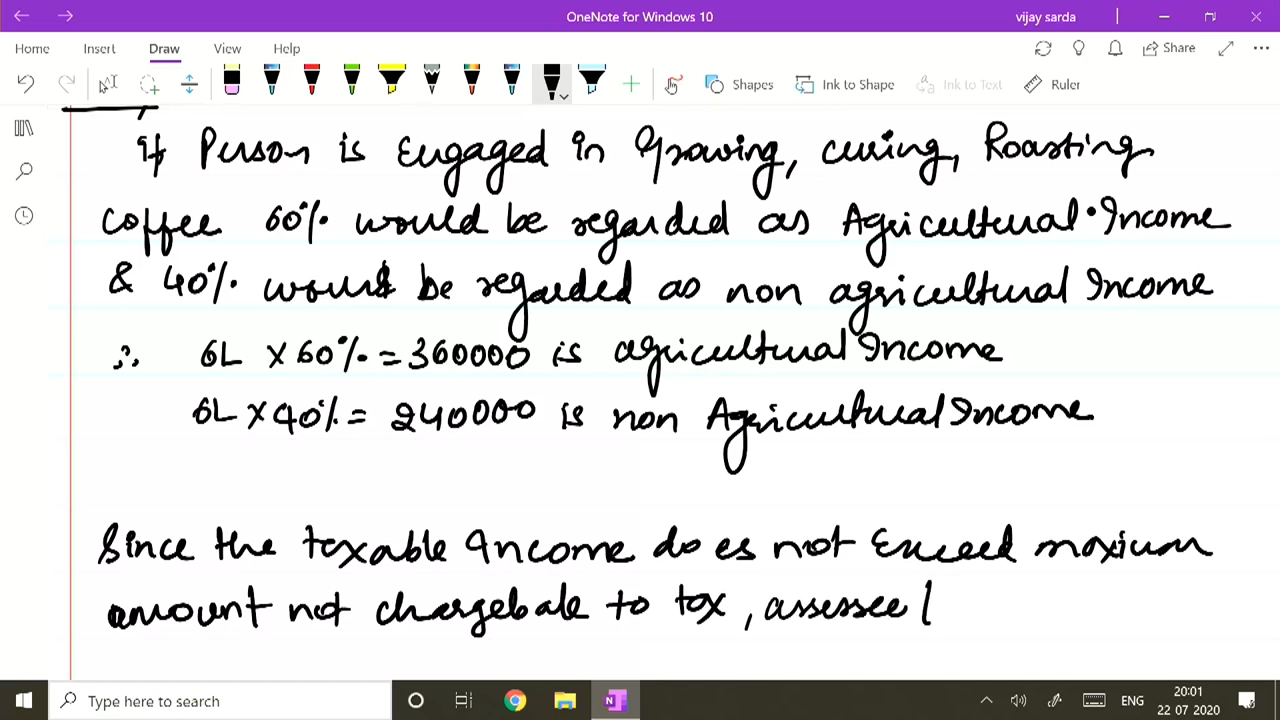 OneNote for Windows 10
vijay sarda
Home Insert Draw View Help
Share
Shapes Ink to Shape Ink to Text Ruler
if Person is Engaged in Growing, curing, Roasting
coffee 60% would be regarded as Agricultural Income
& 40% would be regarded as non agricultural Income
∴ 6L × 60% = 360000 is agricultural Income
6L × 40% = 240000 is non Agricultural Income
Since the taxable Income does not Exceed maxium
amount not chargebale to tax, assessee
Type here to search
ENG
20:01
22-07-2020